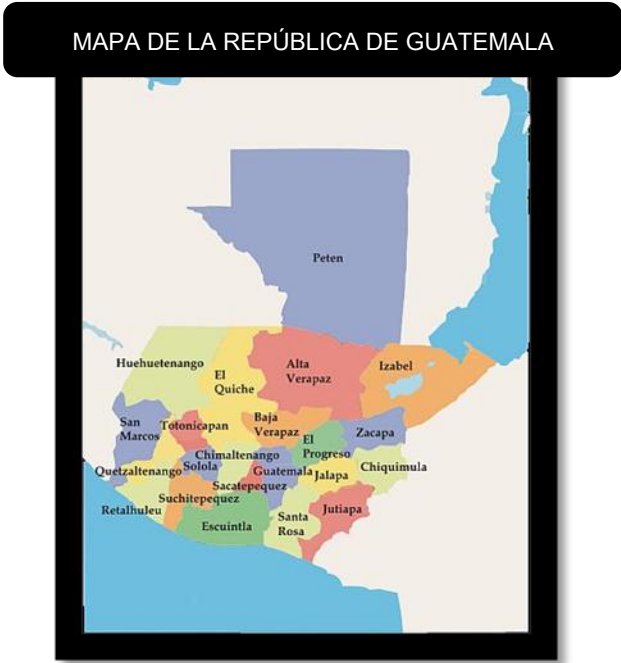 MAPA DE LA REPÚBLICA DE GUATEMALA
Peten
Huehuetenango
El
Quiche
Alta
Verapaz
Izabel
San
Marcos
Totonicapan
Baja
Verapaz
El
Progreso
Zacapa
Quetzaltenango
Solola
Chimaltenango
Guatemala
Jalapa
Chiquimula
Sacatepequez
Suchitepequez
Retalhuleu
Escuintla
Santa
Rosa
Jutiapa